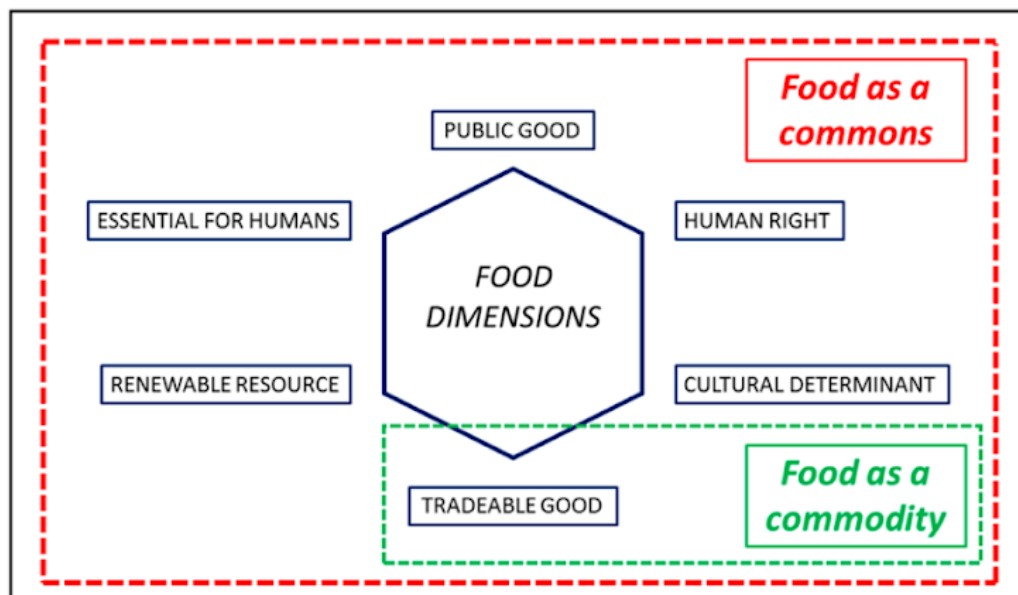 Food as a
commons
PUBLIC GOOD
ESSENTIAL FOR HUMANS
HUMAN RIGHT
FOOD
DIMENSIONS
RENEWABLE RESOURCE
CULTURAL DETERMINANT
Food as a
commodity
TRADEABLE GOOD